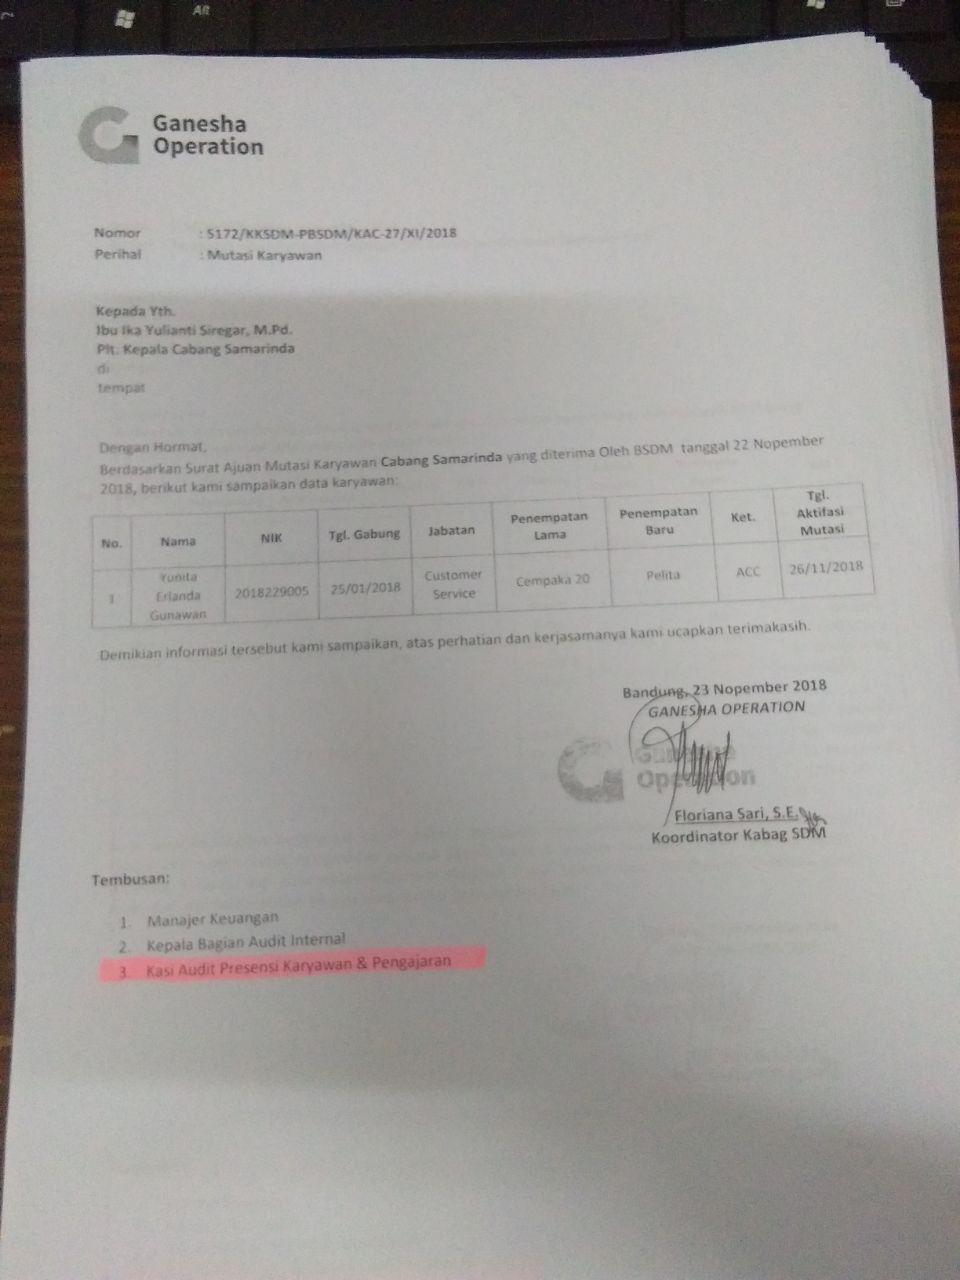 Alt
Ganesha
Operation
Nomor : 5172/KKSDM-PBSDM/KAC-27/XI/2018
Perihal : Mutasi Karyawan
Kepada Yth.
Ibu Ika Yulianti Siregar, M.Pd.
Plt. Kepala Cabang Samarinda
di
tempat
Dengan Hormat,
Berdasarkan Surat Ajuan Mutasi Karyawan Cabang Samarinda yang diterima Oleh BSDM tanggal 22 Nopember
2018, berikut kami sampaikan data karyawan:
No. Nama NIK Tgl. Gabung Jabatan Penempatan Lama Penempatan Baru Ket. Tgl. Aktifasi Mutasi
1 Yunita Erlanda Gunawan 2018229005 25/01/2018 Customer Service Cempaka 20 Pelita ACC 26/11/2018
Demikian informasi tersebut kami sampaikan, atas perhatian dan kerjasamanya kami ucapkan terimakasih.
Bandung, 23 Nopember 2018
GANESHA OPERATION
Ganesha
Operation
Floriana Sari, S.E.
Koordinator Kabag SDM
Tembusan:
1. Manajer Keuangan
2. Kepala Bagian Audit Internal
3. Kasi Audit Presensi Karyawan & Pengajaran